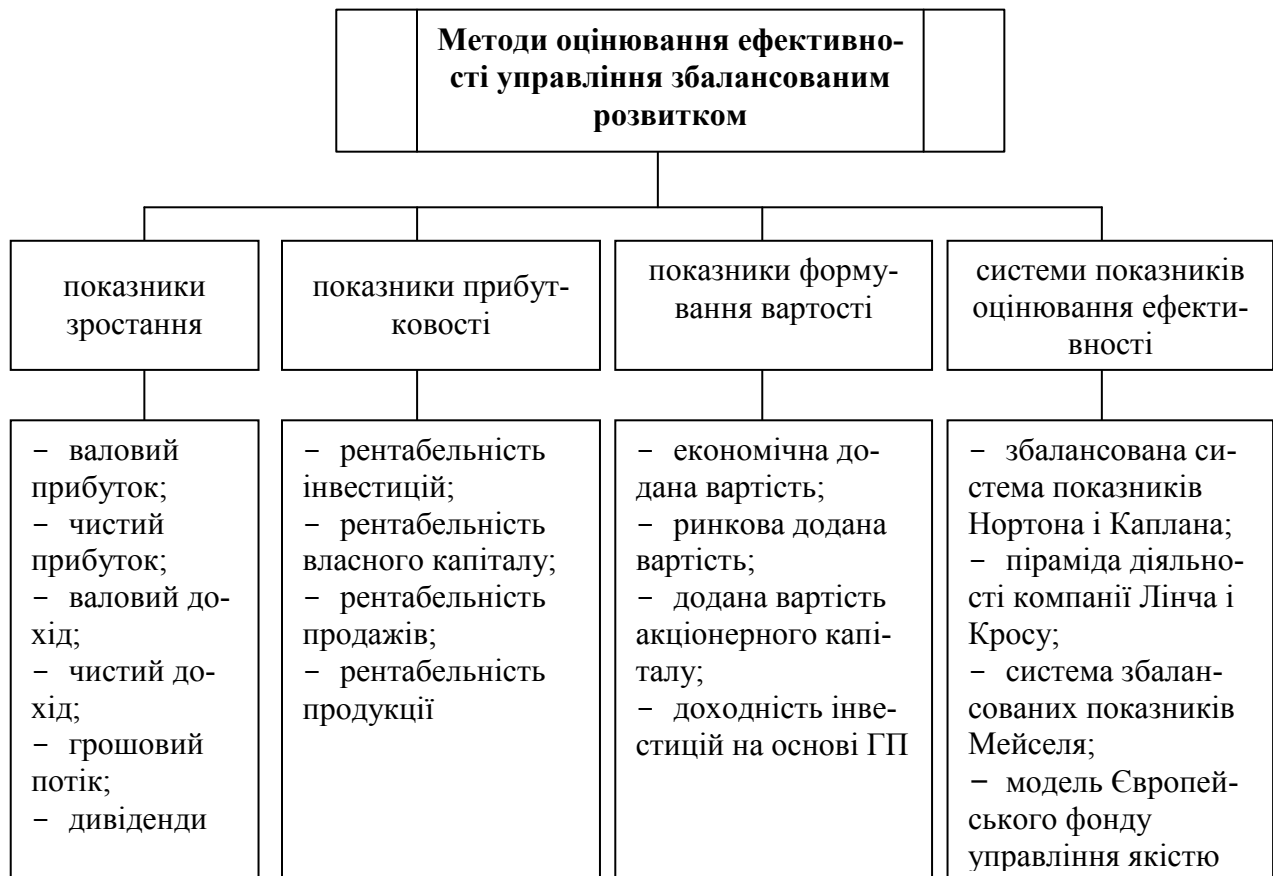 Методи оцінювання ефективно-
сті управління збалансованим
розвитком
показники
зростання
показники прибут-
ковості
показники форму-
вання вартості
системи показників
оцінювання ефекти-
вності
− валовий
прибуток;
− чистий
прибуток;
− валовий до-
хід;
− чистий до-
хід;
− грошовий
потік;
− дивіденди
− рентабельність
інвестицій;
− рентабельність
власного капіталу;
− рентабельність
продажів;
− рентабельність
продукції
− економічна до-
дана вартість;
− ринкова додана
вартість;
− додана вартість
акціонерного капі-
талу;
− доходність інве-
стицій на основі ГП
− збалансована си-
стема показників
Нортона і Каплана;
− піраміда діяльно-
сті компанії Лінча і
Кросу;
− система збалан-
сованих показників
Мейселя;
− модель Європей-
ського фонду
управління якістю